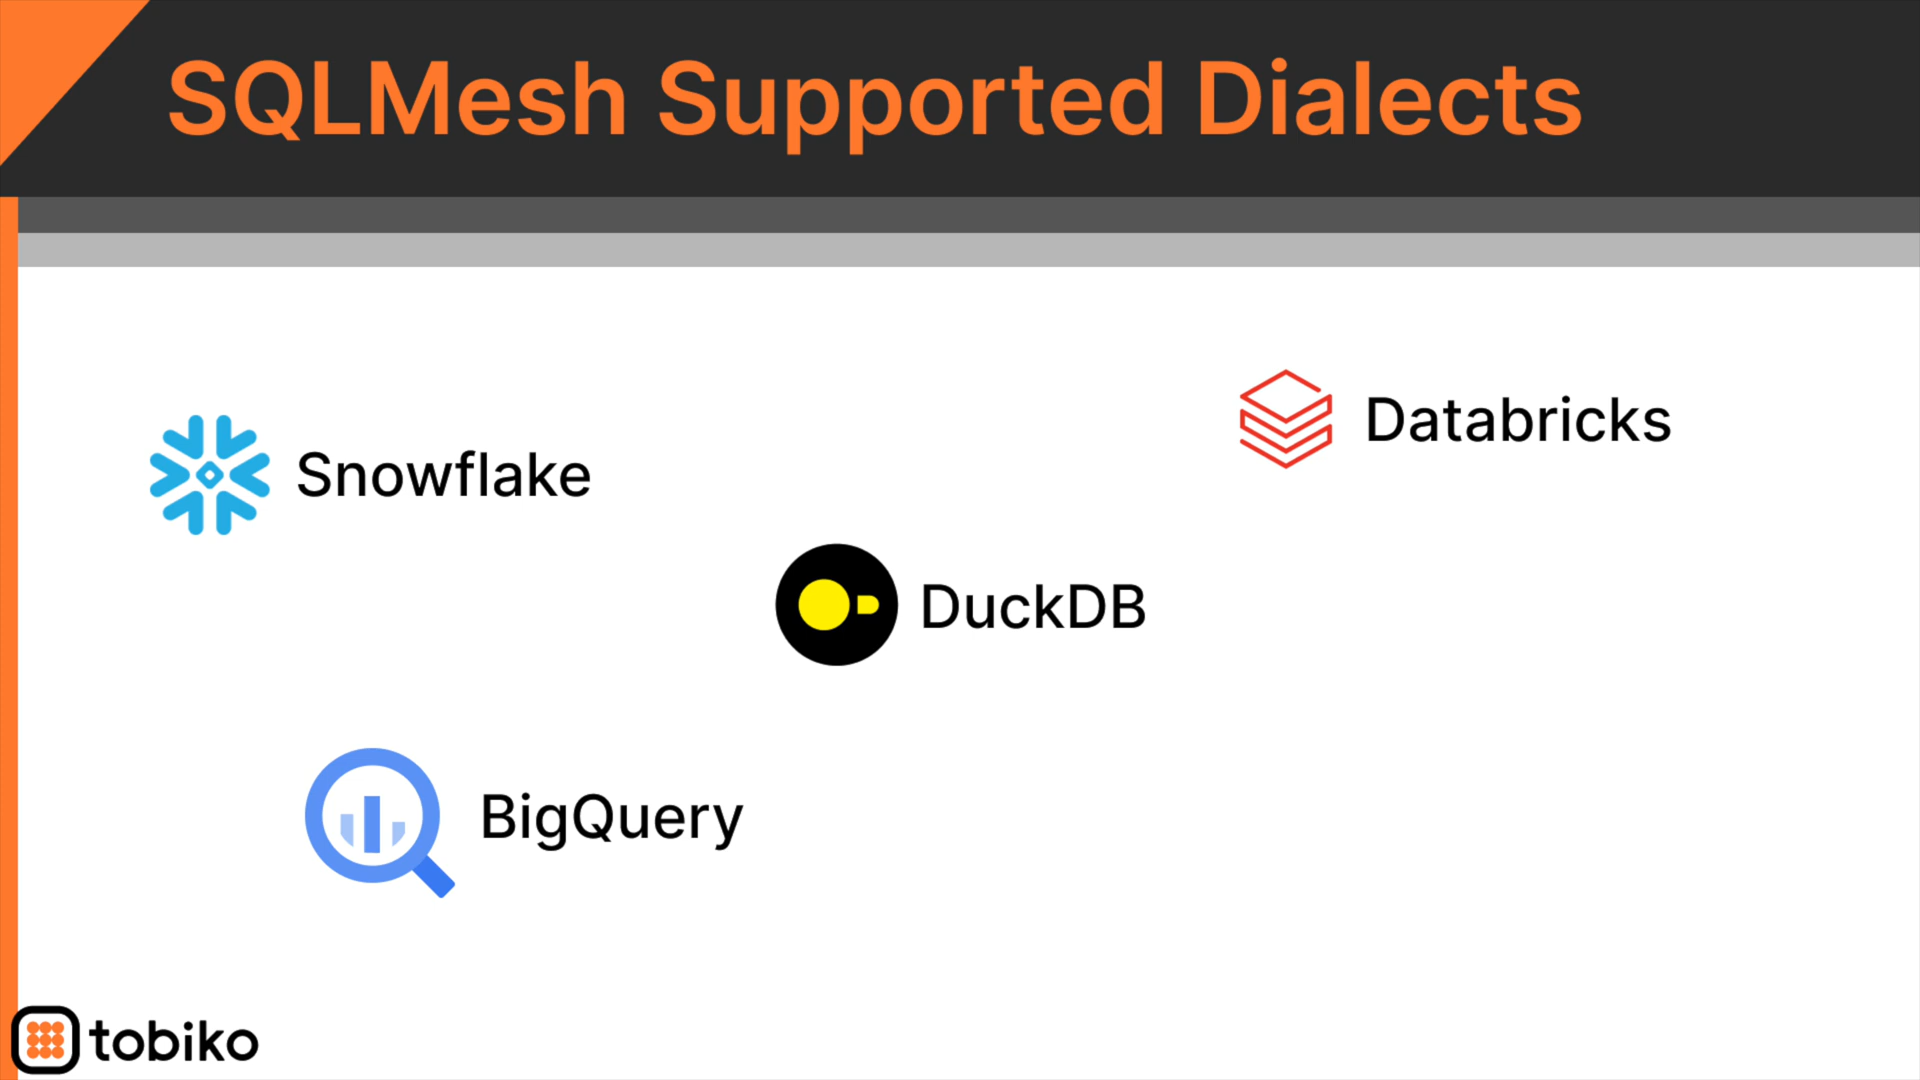 SQLMesh Supported Dialects
Snowflake
Databricks
DuckDB
BigQuery
tobiko